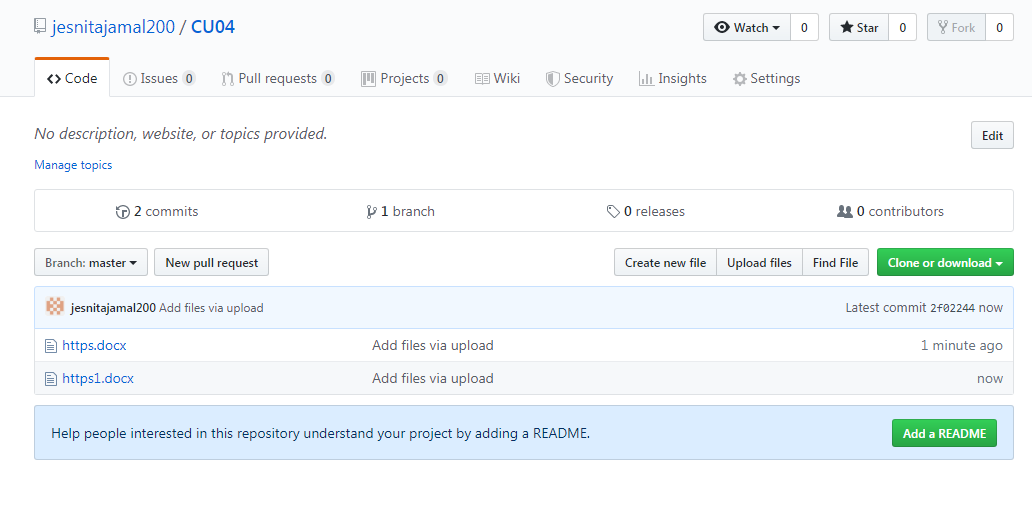 jesnitajamal200 / CU04
Watch 0 Star 0 Fork 0
Code Issues 0 Pull requests 0 Projects 0 Wiki Security Insights Settings
No description, website, or topics provided. Edit
Manage topics
2 commits 1 branch 0 releases 0 contributors
Branch: master New pull request Create new file Upload files Find File Clone or download
jesnitajamal200 Add files via upload Latest commit 2f02244 now
https.docx Add files via upload 1 minute ago
https1.docx Add files via upload now
Help people interested in this repository understand your project by adding a README. Add a README